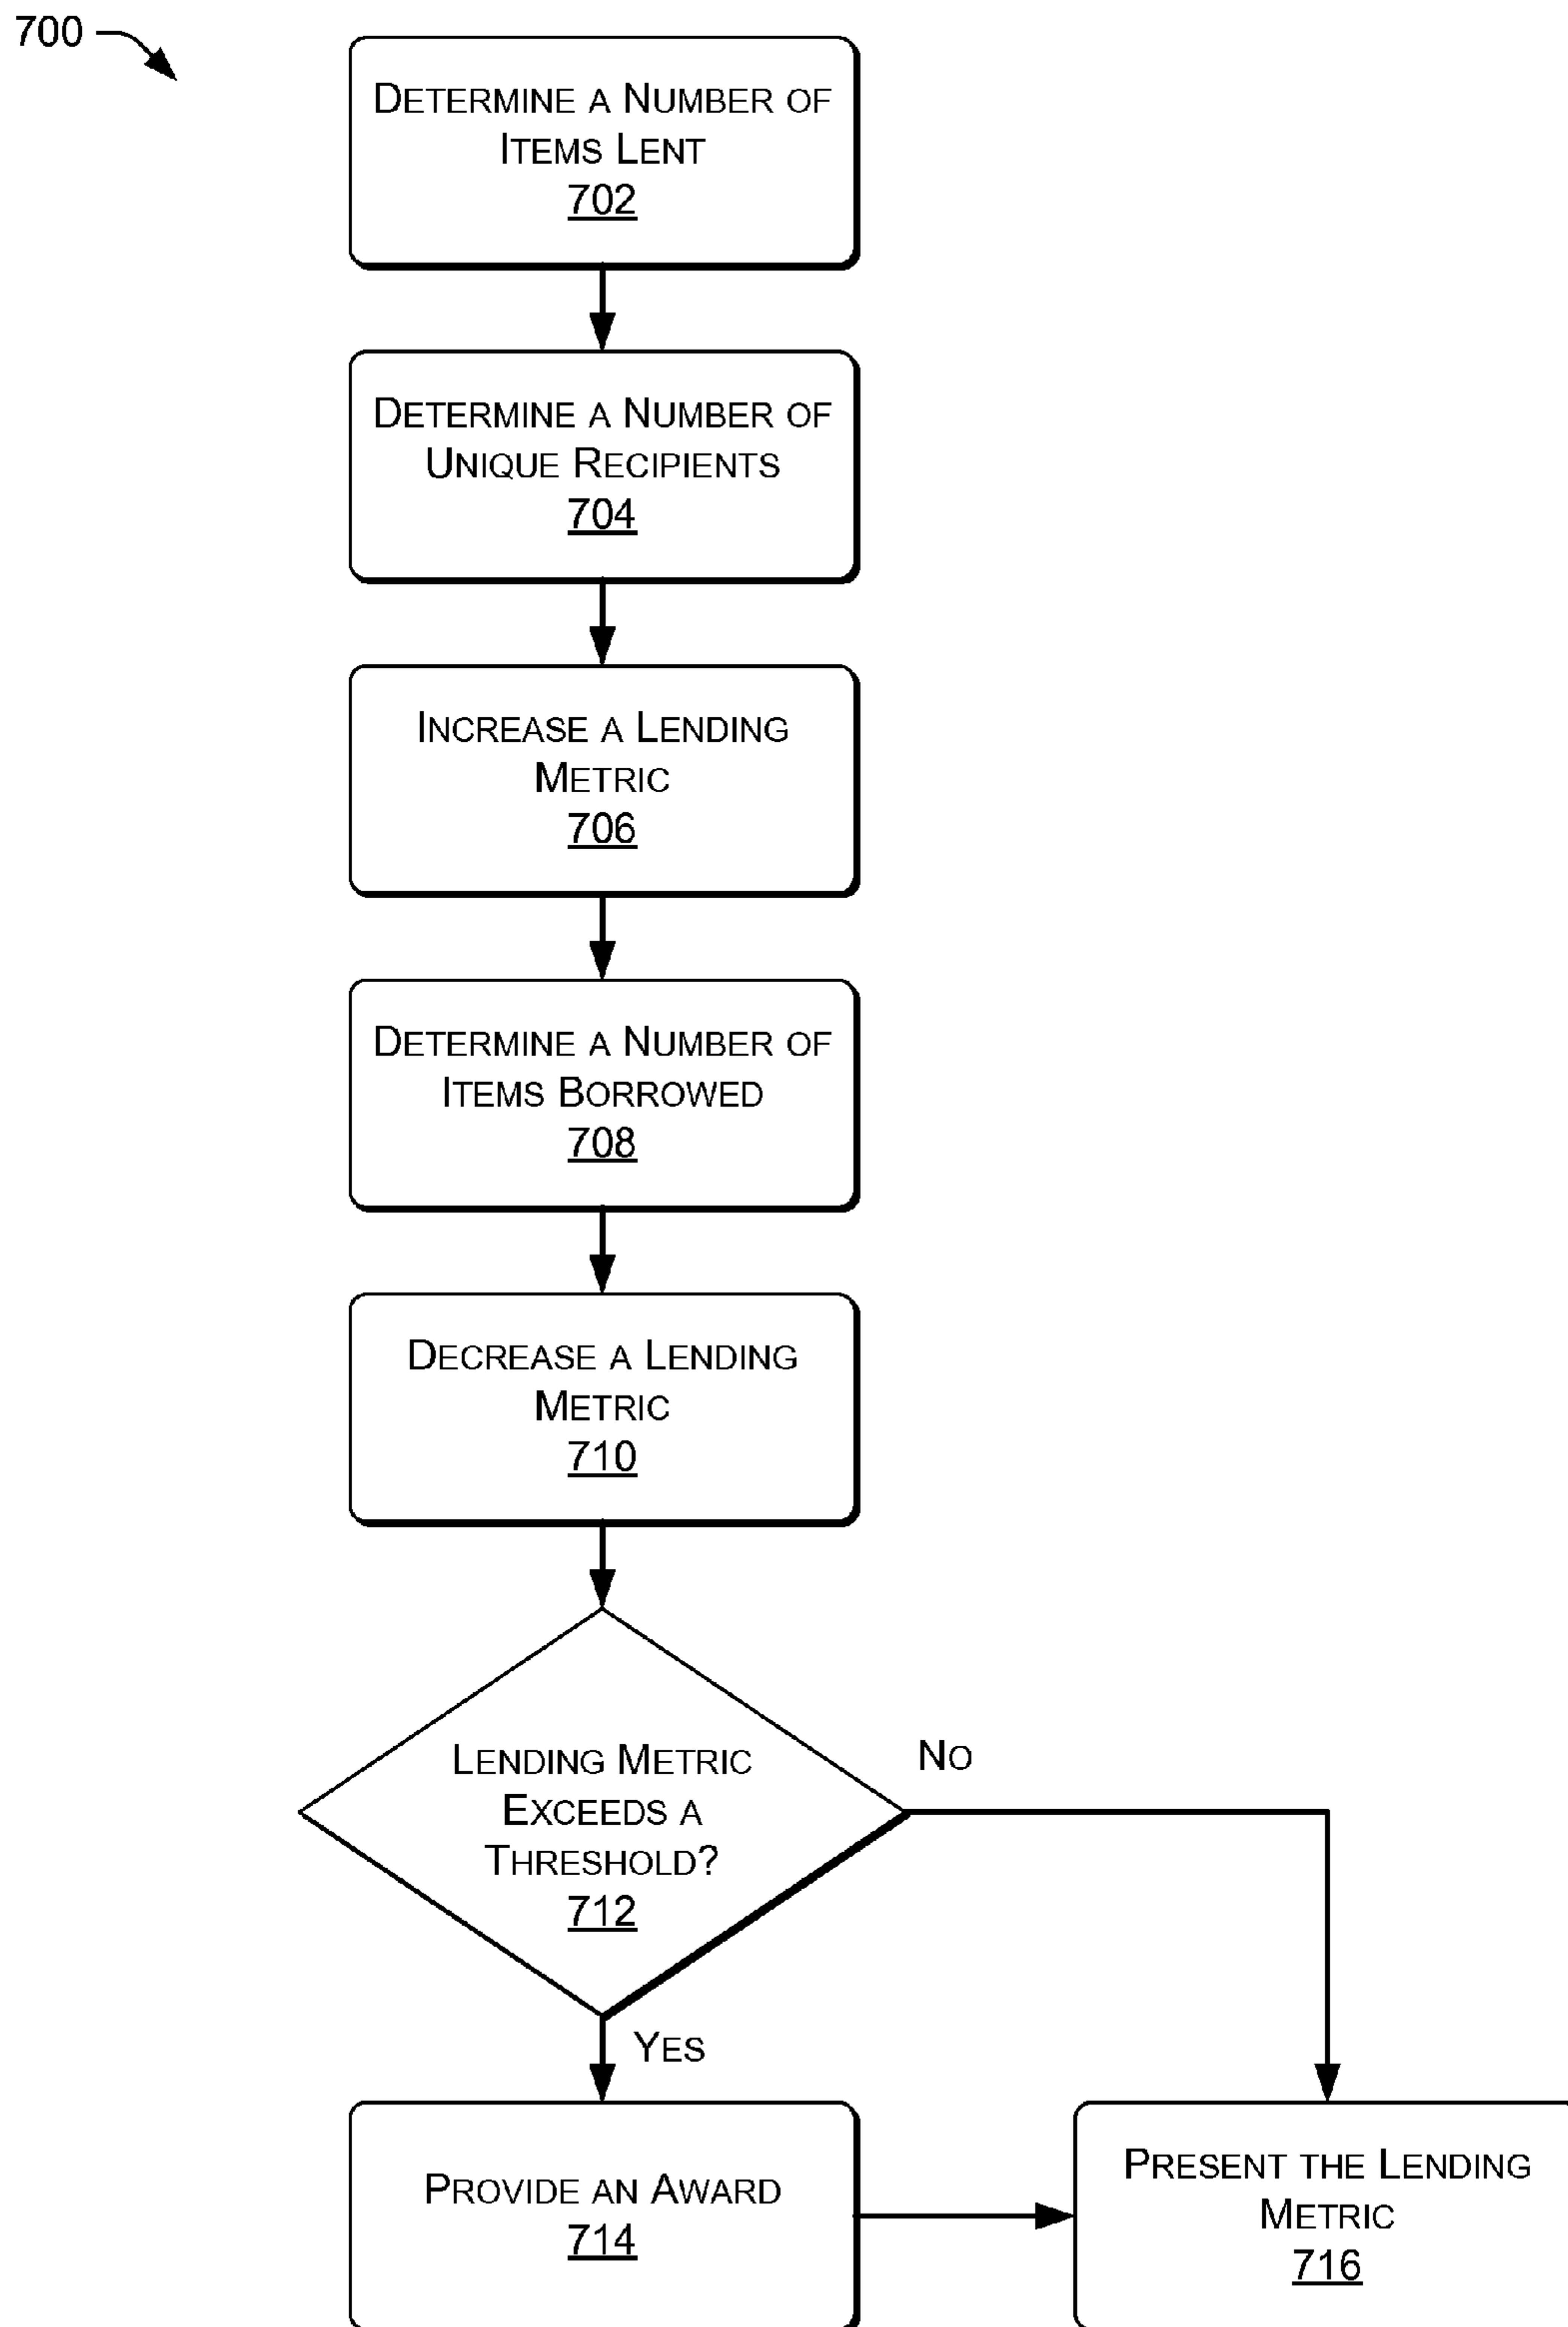 700
DETERMINE A NUMBER OF
ITEMS LENT
702
DETERMINE A NUMBER OF
UNIQUE RECIPIENTS
704
INCREASE A LENDING
METRIC
706
DETERMINE A NUMBER OF
ITEMS BORROWED
708
DECREASE A LENDING
METRIC
710
LENDING METRIC
EXCEEDS A
THRESHOLD?
712
NO
YES
PROVIDE AN AWARD
714
PRESENT THE LENDING
METRIC
716